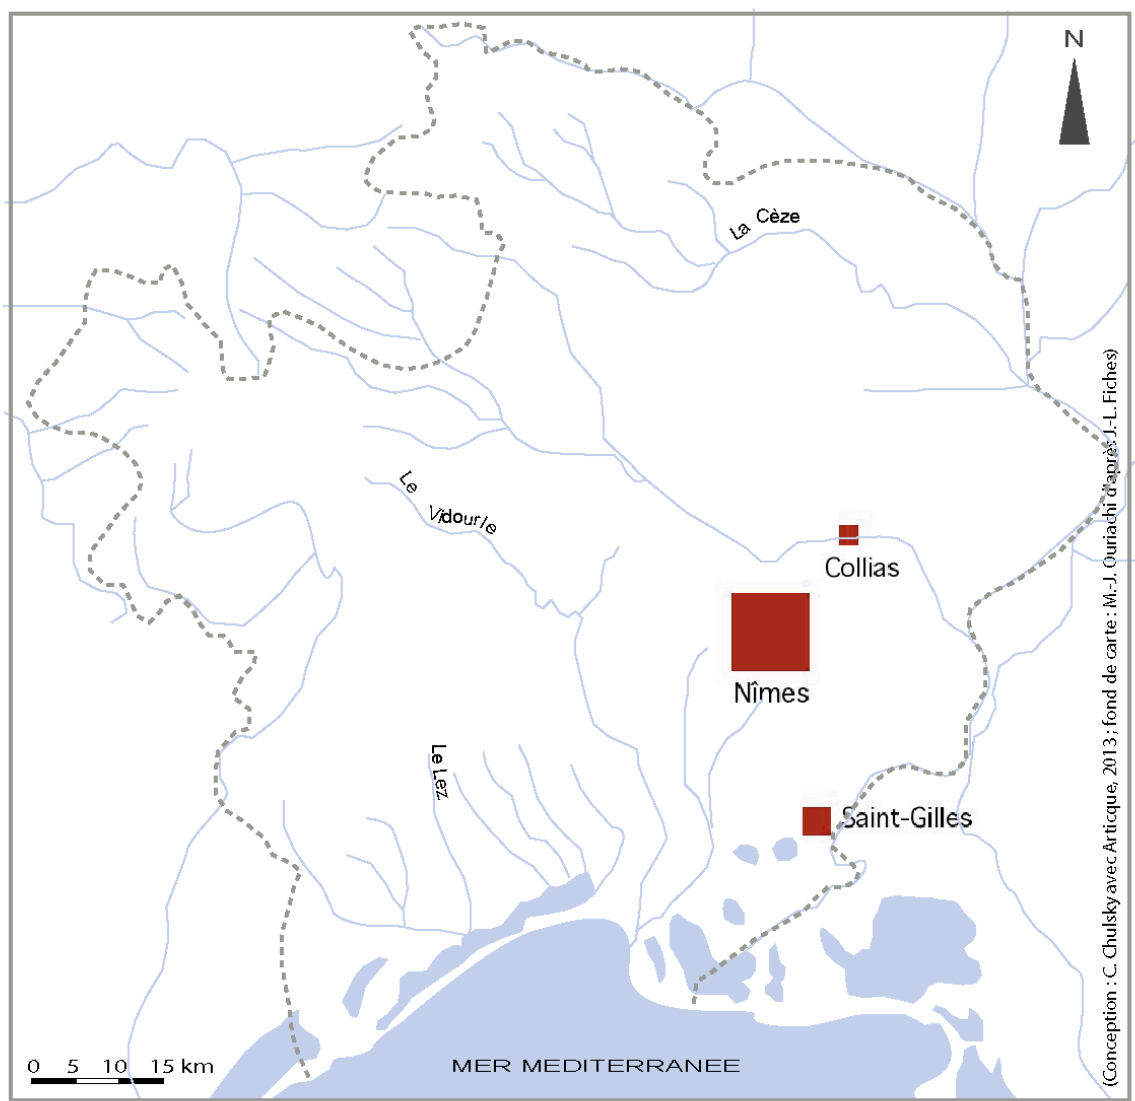 N
La Cèze
Le Vidourle
Collias
Nîmes
Le Lez
Saint-Gilles
0 5 10 15 km
MER MEDITERRANEE
(Conception : C. Chulsky avec Articque, 2013 ; fond de carte : M.-J. Ouriachi d'après J.-L. Fiches)